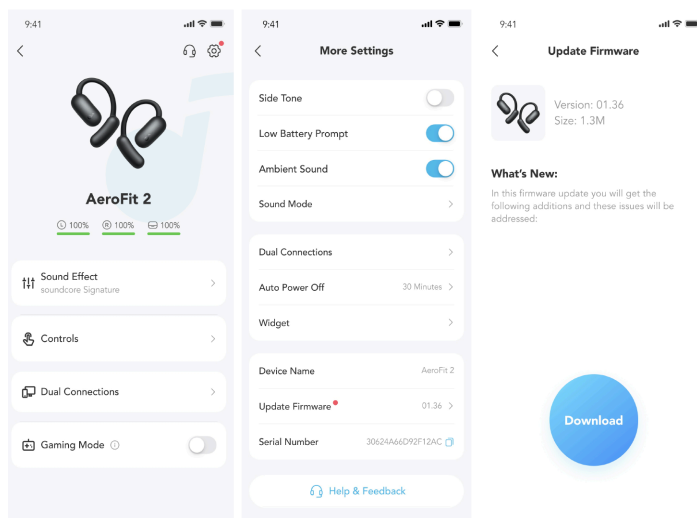 9:41
AeroFit 2
L 100% R 100% 100%
Sound Effect
soundcore Signature
Controls
Dual Connections
Gaming Mode
9:41
More Settings
Side Tone
Low Battery Prompt
Ambient Sound
Sound Mode
Dual Connections
Auto Power Off 30 Minutes
Widget
Device Name AeroFit 2
Update Firmware 01.36
Serial Number 30624A66D92F12AC
Help & Feedback
9:41
Update Firmware
Version: 01.36
Size: 1.3M
What's New:
In this firmware update you will get the
following additions and these issues will be
addressed:
Download